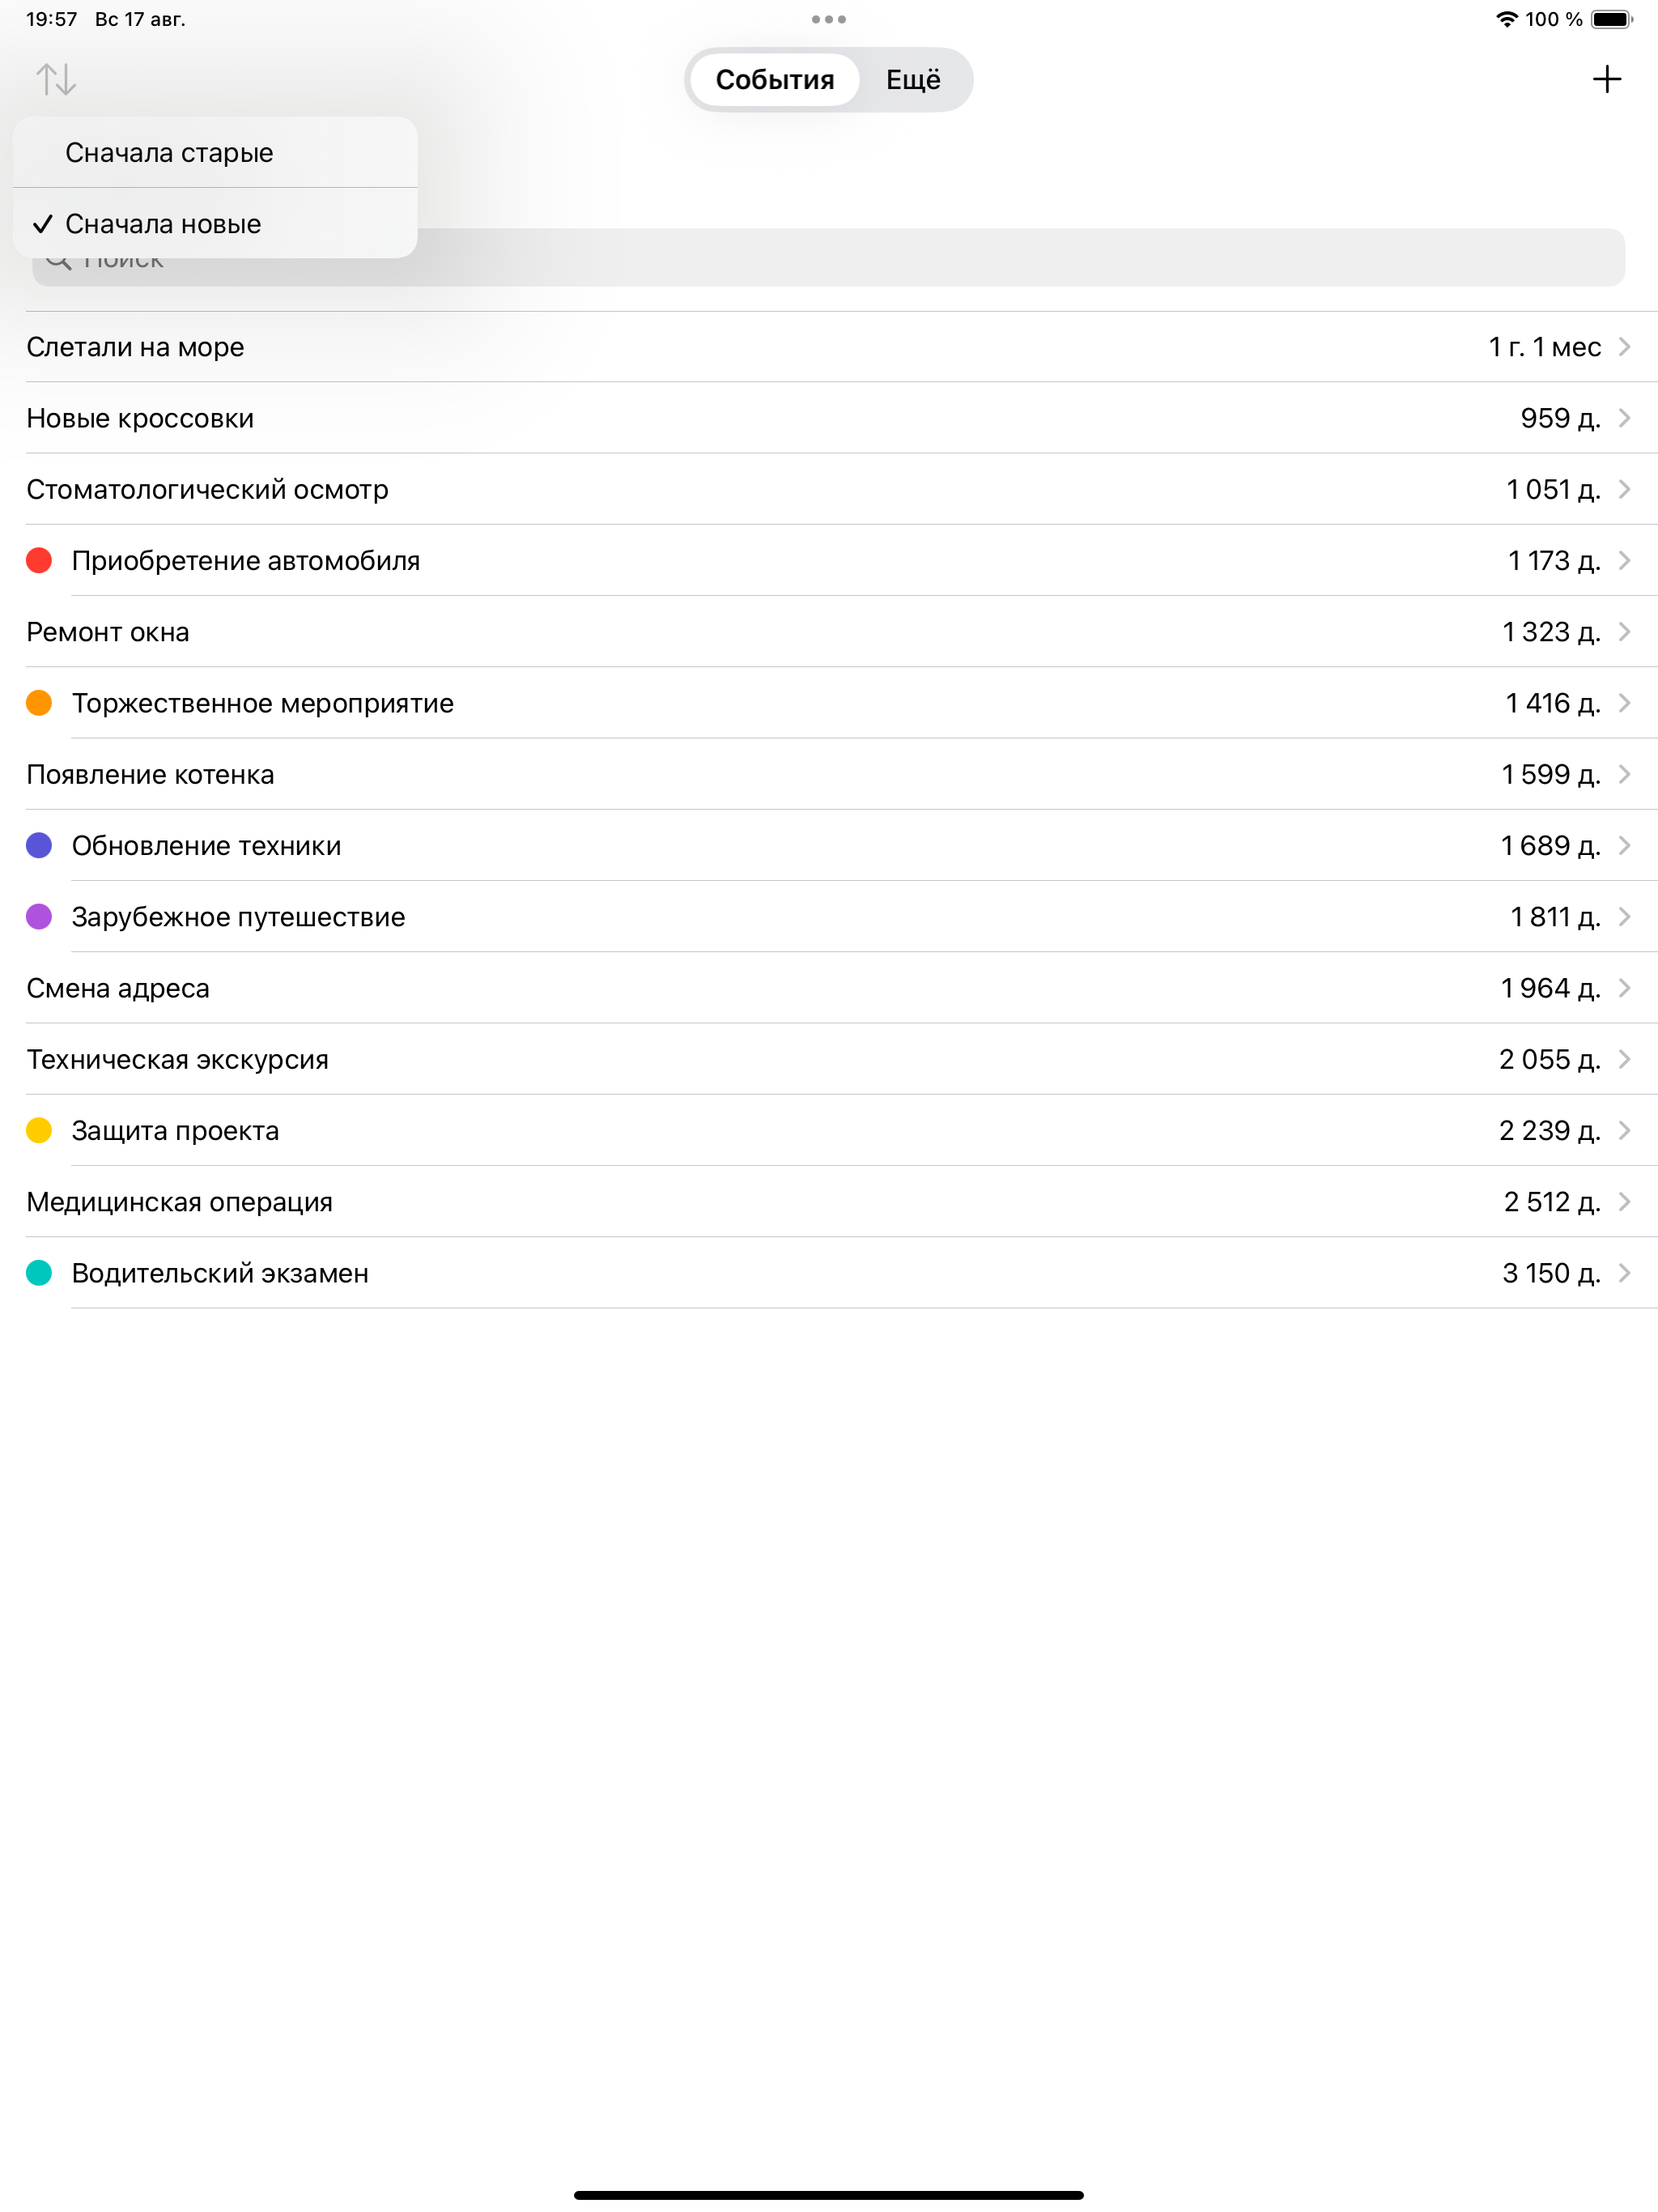 19:57 Вс 17 авг.
100 %
События
Ещё
Сначала старые
Сначала новые
Поиск
Слетали на море 1 г. 1 мес
Новые кроссовки 959 д.
Стоматологический осмотр 1 051 д.
Приобретение автомобиля 1 173 д.
Ремонт окна 1 323 д.
Торжественное мероприятие 1 416 д.
Появление котенка 1 599 д.
Обновление техники 1 689 д.
Зарубежное путешествие 1 811 д.
Смена адреса 1 964 д.
Техническая экскурсия 2 055 д.
Защита проекта 2 239 д.
Медицинская операция 2 512 д.
Водительский экзамен 3 150 д.